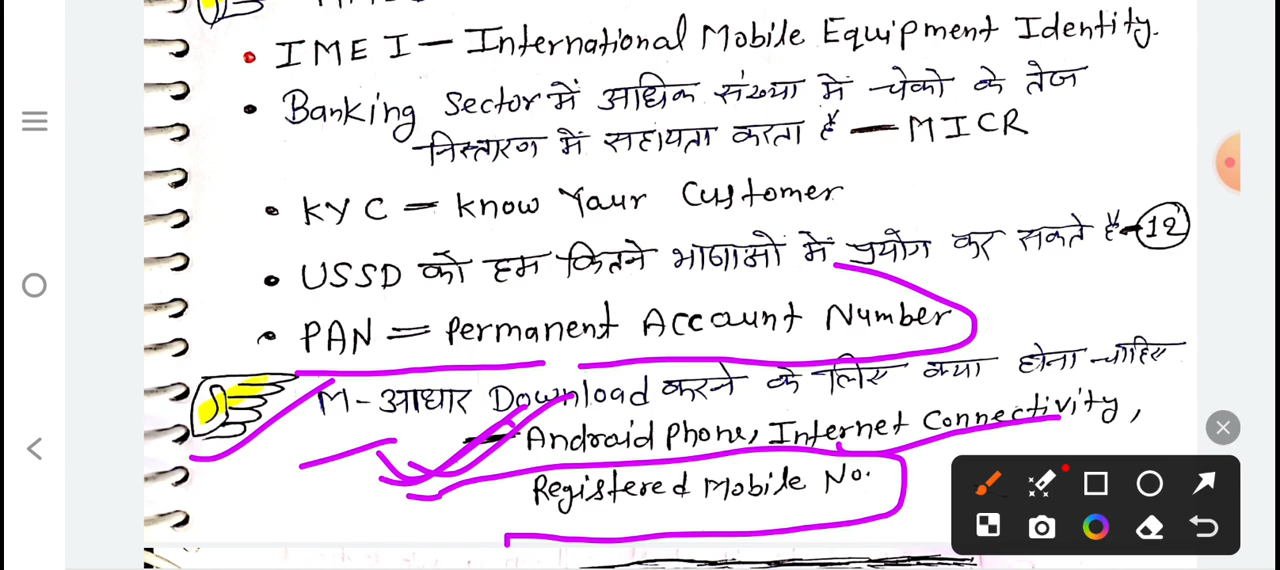 IMEI – International Mobile Equipment Identity.
Banking Sector में अधिक संख्या में चेको के तेज
निस्तारण में सहायता करता है – MICR
KYC = Know Your Customer
USSD को हम कितने भाषाओं में प्रयोग कर सकते है – 12
PAN = Permanent Account Number
M-आधार Download करने के लिए क्या होना चाहिए
– Android Phone, Internet Connectivity,
Registered Mobile No.